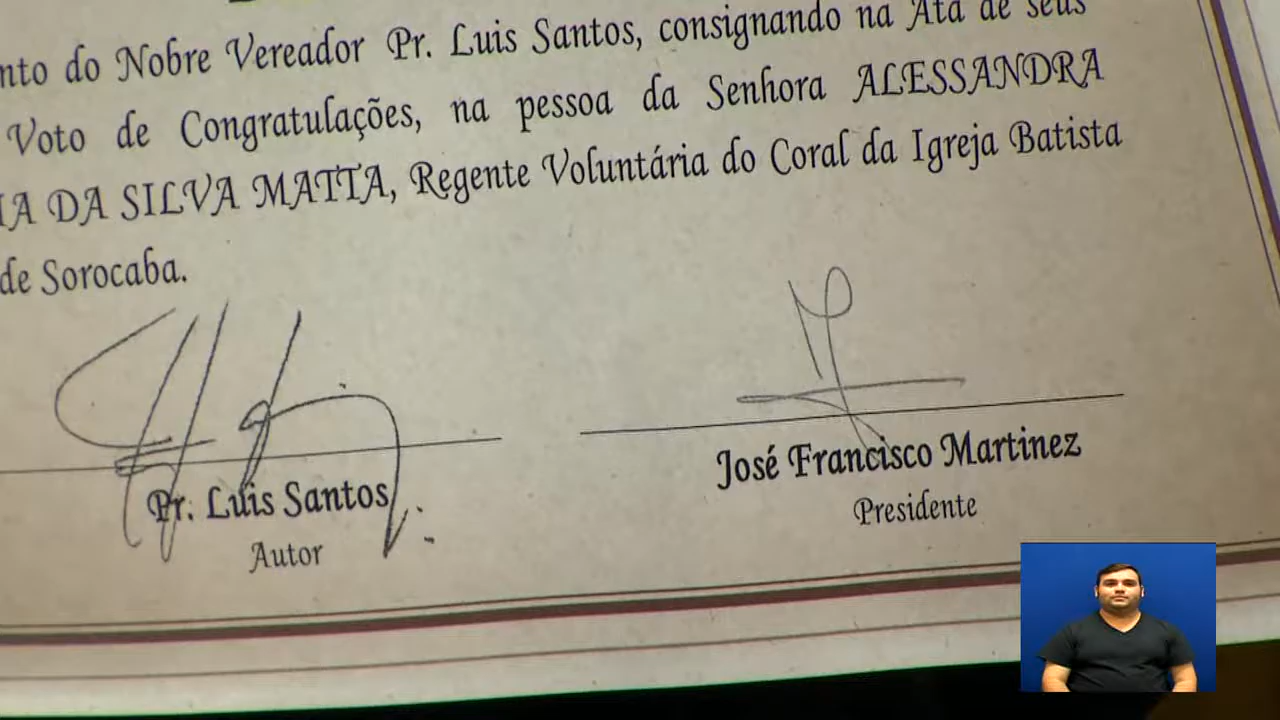 do Nobre Vereador Pr. Luis Santos, consignando na Ata de seus
Voto de Congratulações, na pessoa da Senhora ALESSANDRA
DA SILVA MATTA, Regente Voluntária do Coral da Igreja Batista
de Sorocaba.
Pr. Luis Santos
Autor
José Francisco Martinez
Presidente